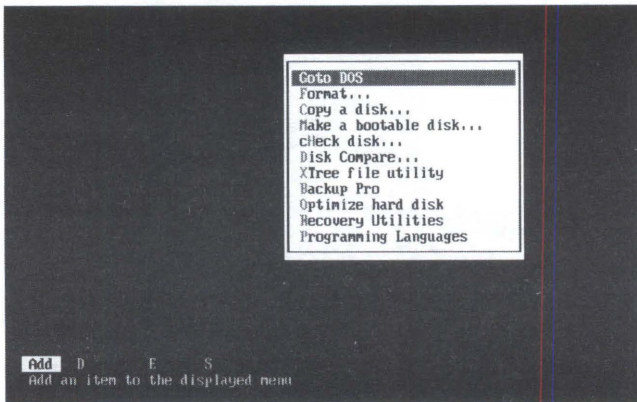 Goto DOS
Format...
Copy a disk...
Make a bootable disk...
cHeck disk...
Disk Compare...
XTree file utility
Backup Pro
Optimize hard disk
Recovery Utilities
Programming Languages
Add D E S
Add an item to the displayed menu